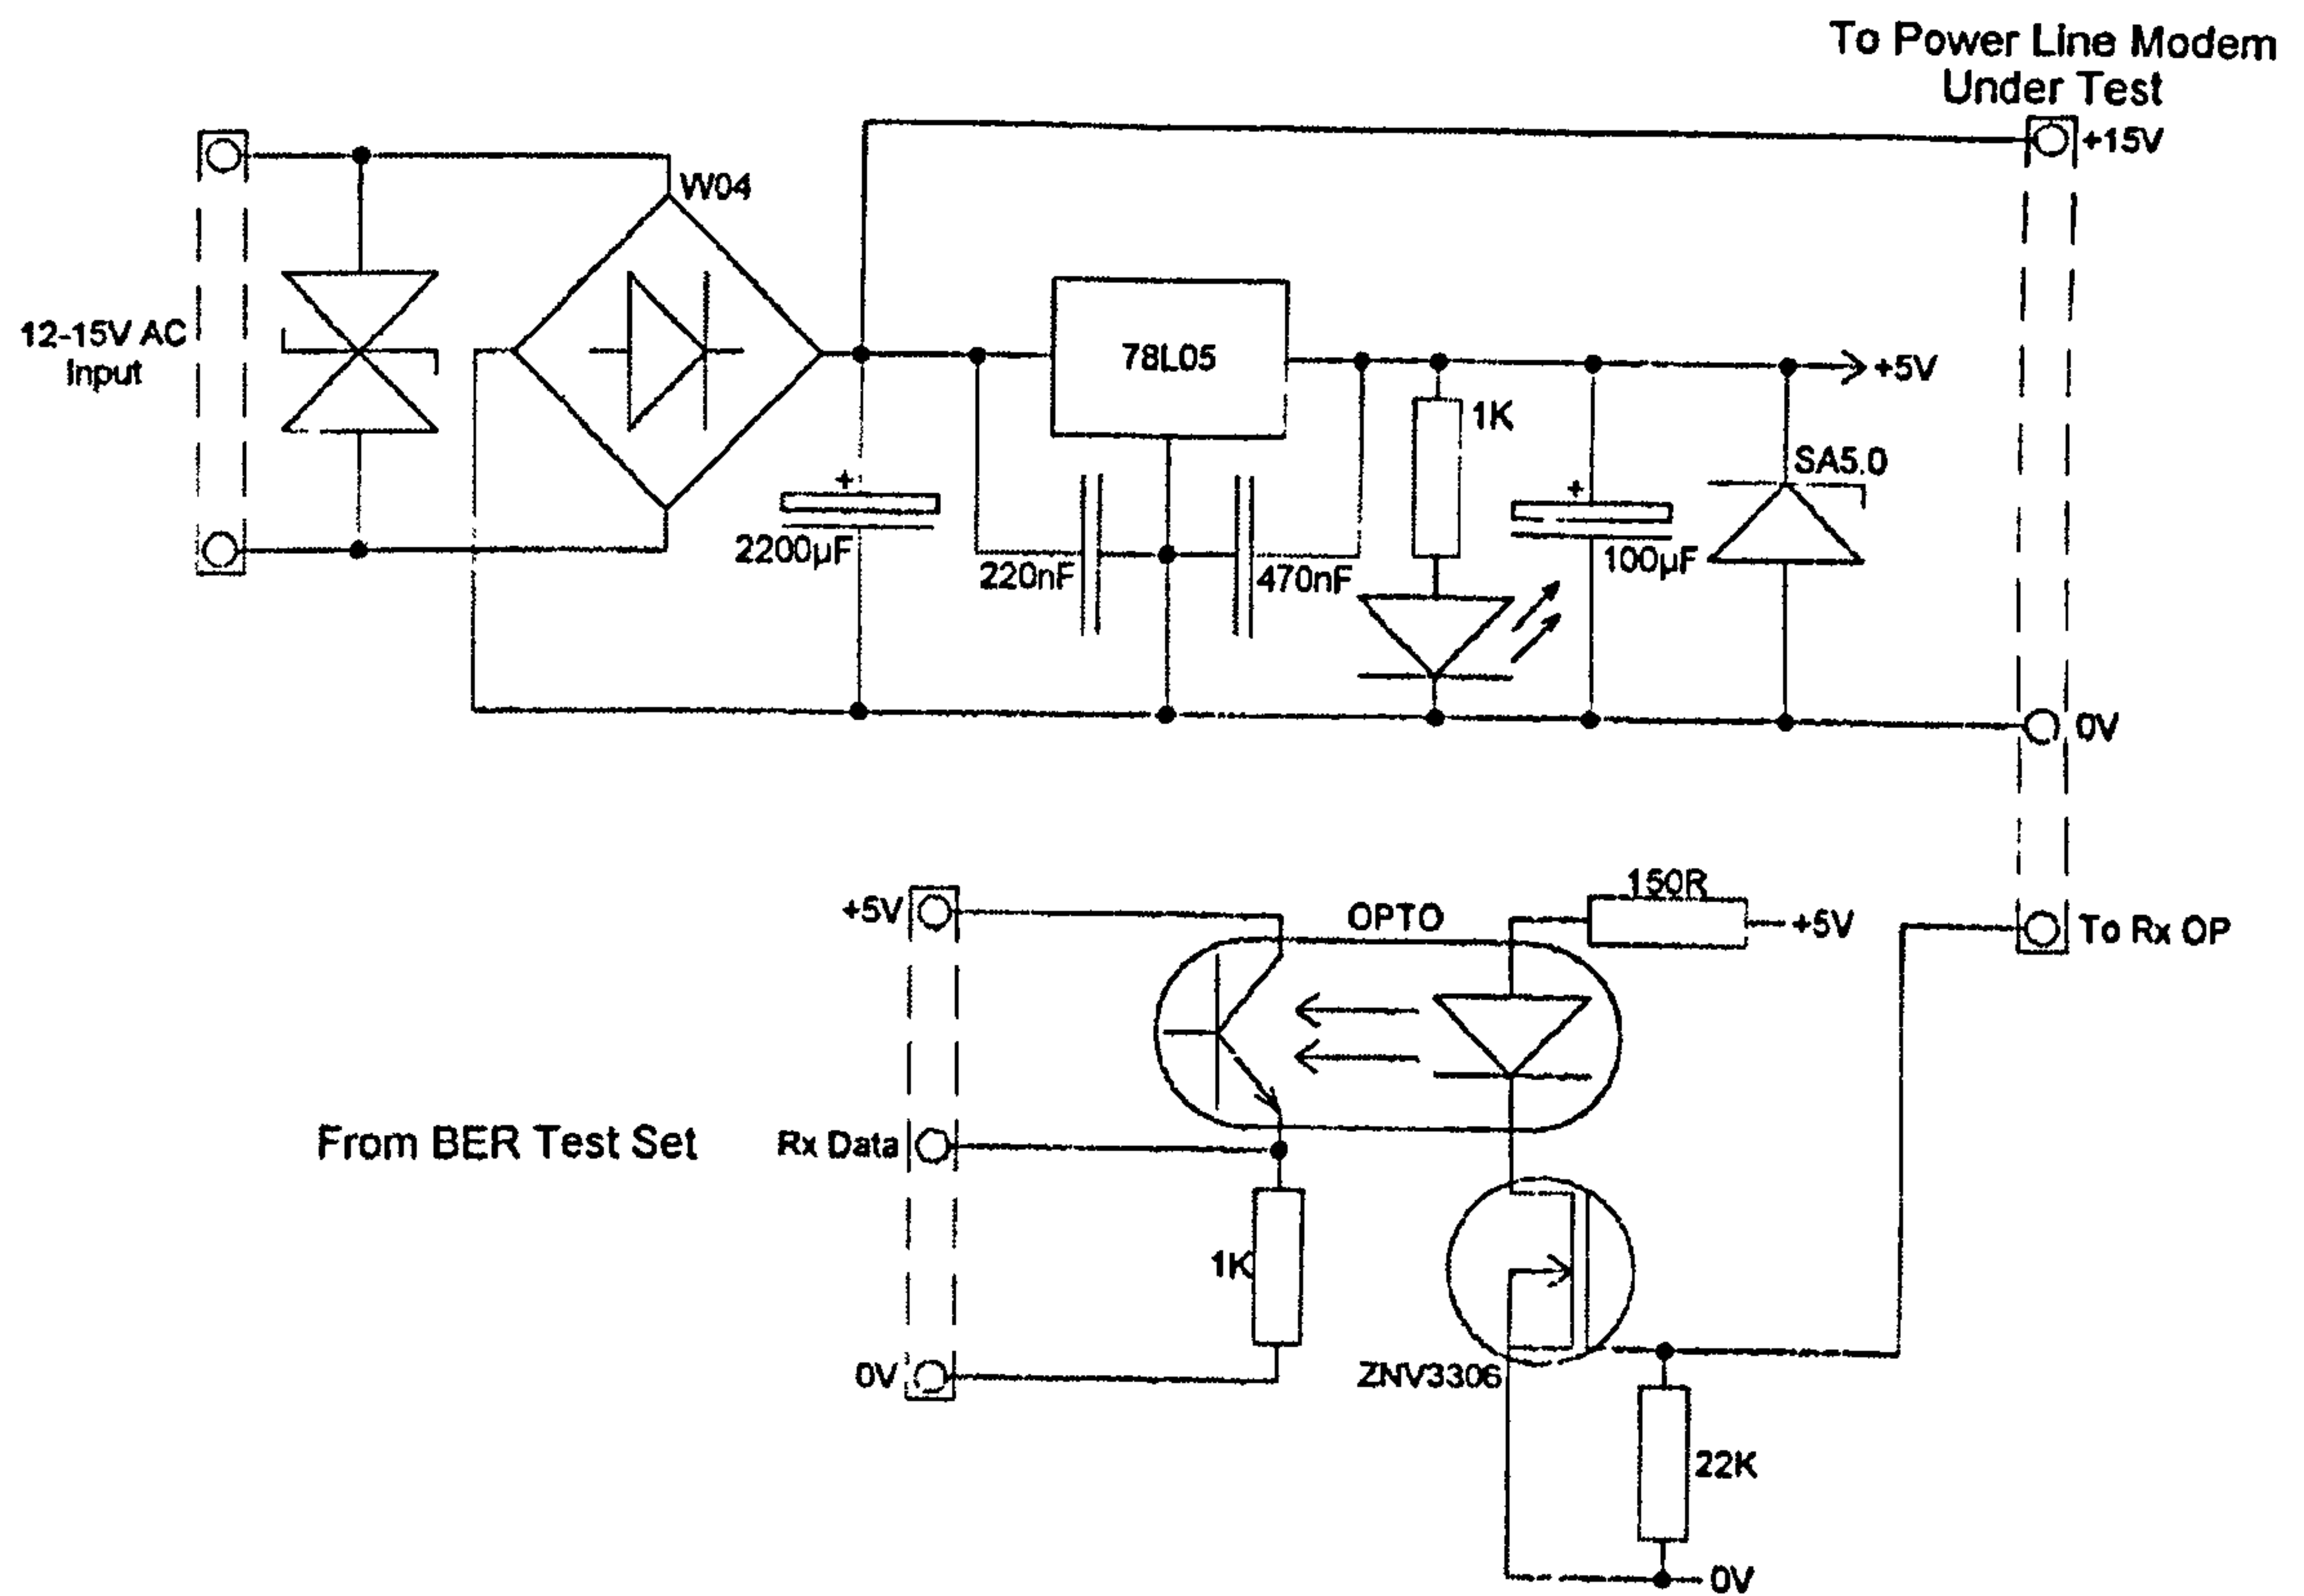 To Power Line Modem
Under Test
+15V
W04
12-15V AC
Input
78L05
+5V
1K
SA5.0
+
+
2200µF
220nF
470nF
100µF
0V
150R
+5V
OPTO
+5V
To Rx OP
From BER Test Set
Rx Data
1K
0V
ZNV3306
22K
0V